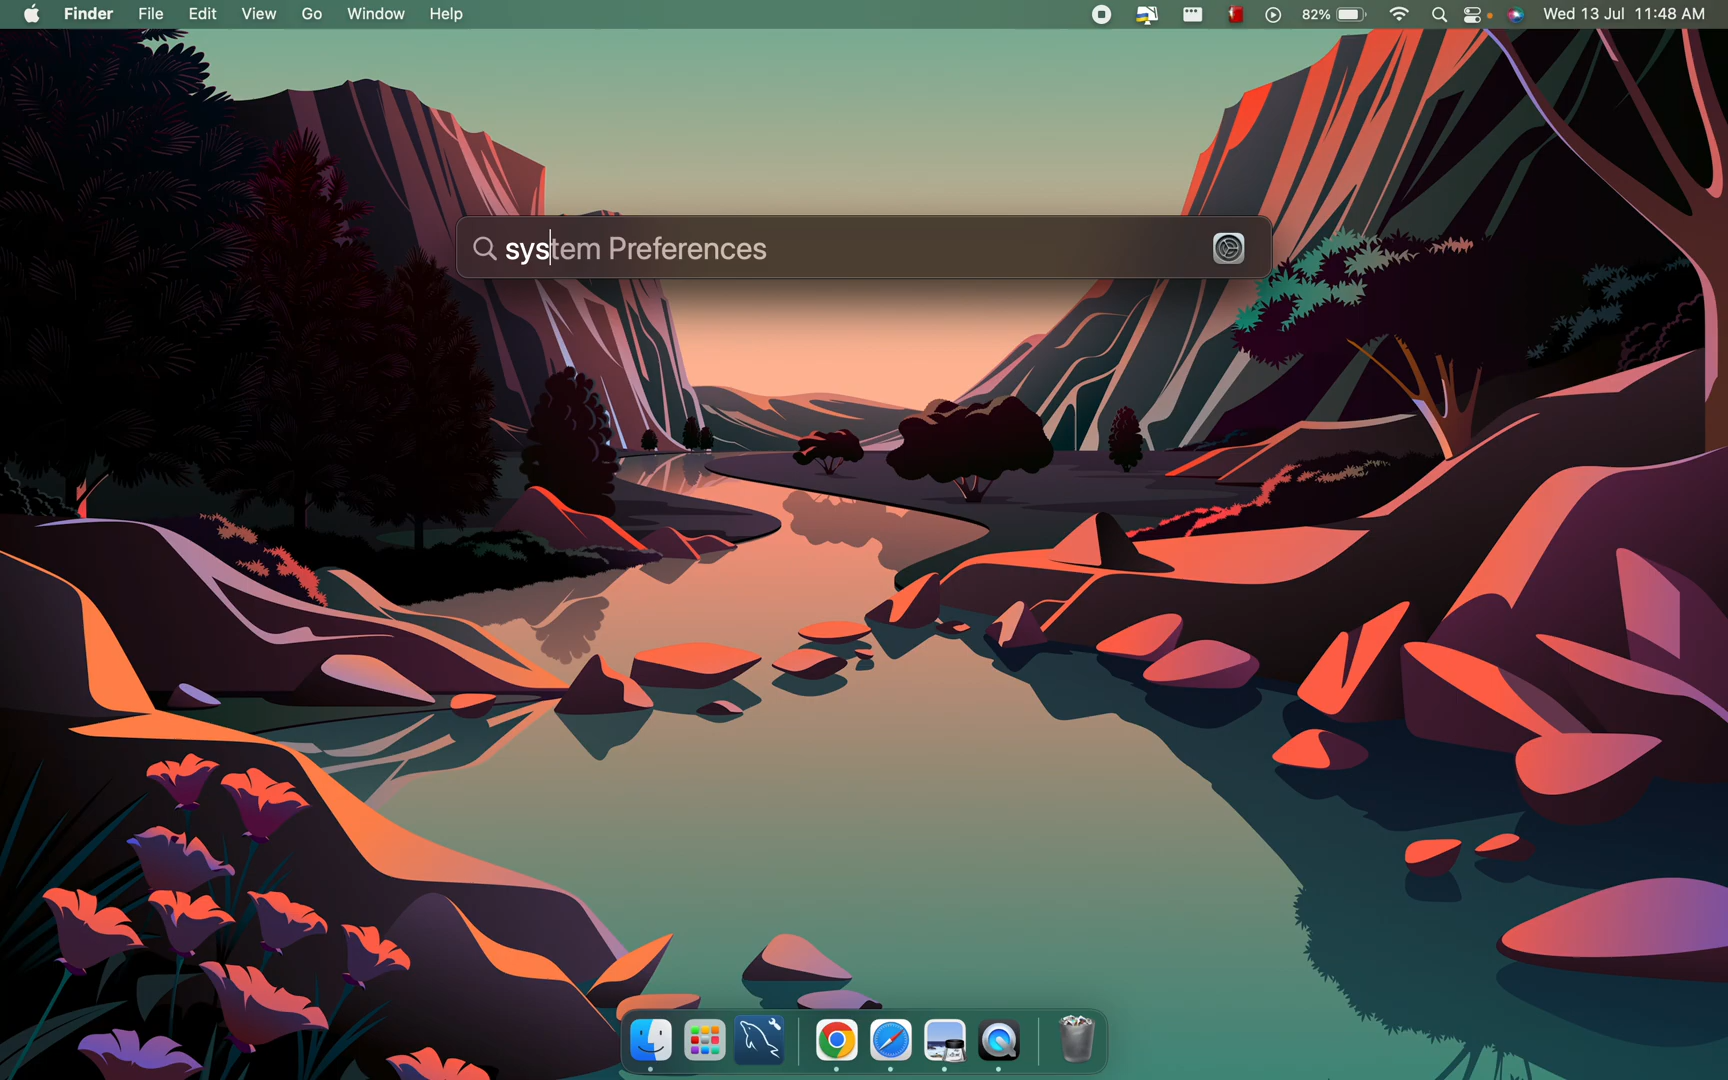 Finder File Edit View Go Window Help 82% Wed 13 Jul 11:48 AM
system Preferences